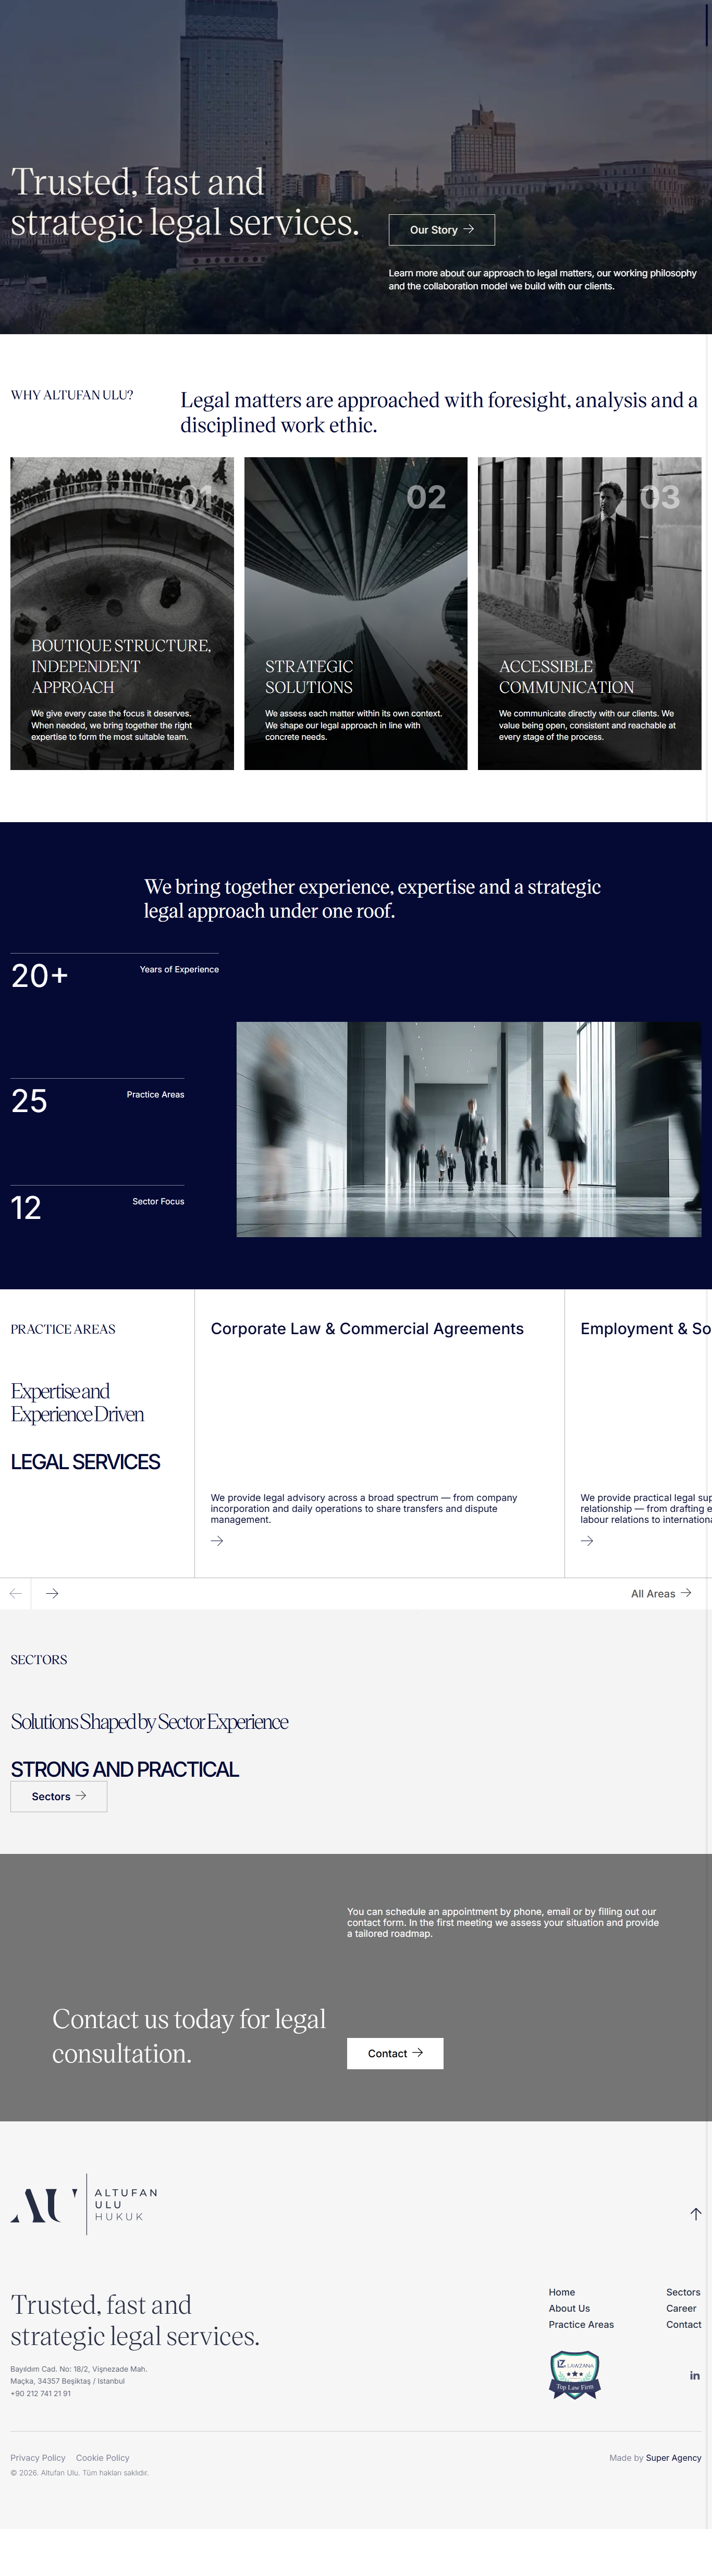 Trusted, fast and
strategic legal services.
Our Story
Learn more about our approach to legal matters, our working philosophy
and the collaboration model we build with our clients.
WHY ALTUFAN ULU?
Legal matters are approached with foresight, analysis and a
disciplined work ethic.
01
BOUTIQUE STRUCTURE,
INDEPENDENT
APPROACH
We give every case the focus it deserves.
When needed, we bring together the right
expertise to form the most suitable team.
02
STRATEGIC
SOLUTIONS
We assess each matter within its own context.
We shape our legal approach in line with
concrete needs.
03
ACCESSIBLE
COMMUNICATION
We communicate directly with our clients. We
value being open, consistent and reachable at
every stage of the process.
We bring together experience, expertise and a strategic
legal approach under one roof.
20+
Years of Experience
25
Practice Areas
12
Sector Focus
PRACTICE AREAS
Expertise and
Experience Driven
LEGAL SERVICES
Corporate Law & Commercial Agreements
We provide legal advisory across a broad spectrum — from company
incorporation and daily operations to share transfers and dispute
management.
Employment & So
We provide practical legal sup
relationship — from drafting e
labour relations to internation
All Areas
SECTORS
Solutions Shaped by Sector Experience
STRONG AND PRACTICAL
Sectors
You can schedule an appointment by phone, email or by filling out our
contact form. In the first meeting we assess your situation and provide
a tailored roadmap.
Contact us today for legal
consultation.
Contact
AU
ALTUFAN
ULU
HUKUK
Trusted, fast and
strategic legal services.
Bayıldım Cad. No: 18/2, Vişnezade Mah.
Maçka, 34357 Beşiktaş / Istanbul
+90 212 741 21 91
Home
About Us
Practice Areas
Sectors
Career
Contact
LAWZANA
Top Law Firm
in
Privacy Policy
Cookie Policy
© 2026. Altufan Ulu. Tüm hakları saklıdır.
Made by Super Agency